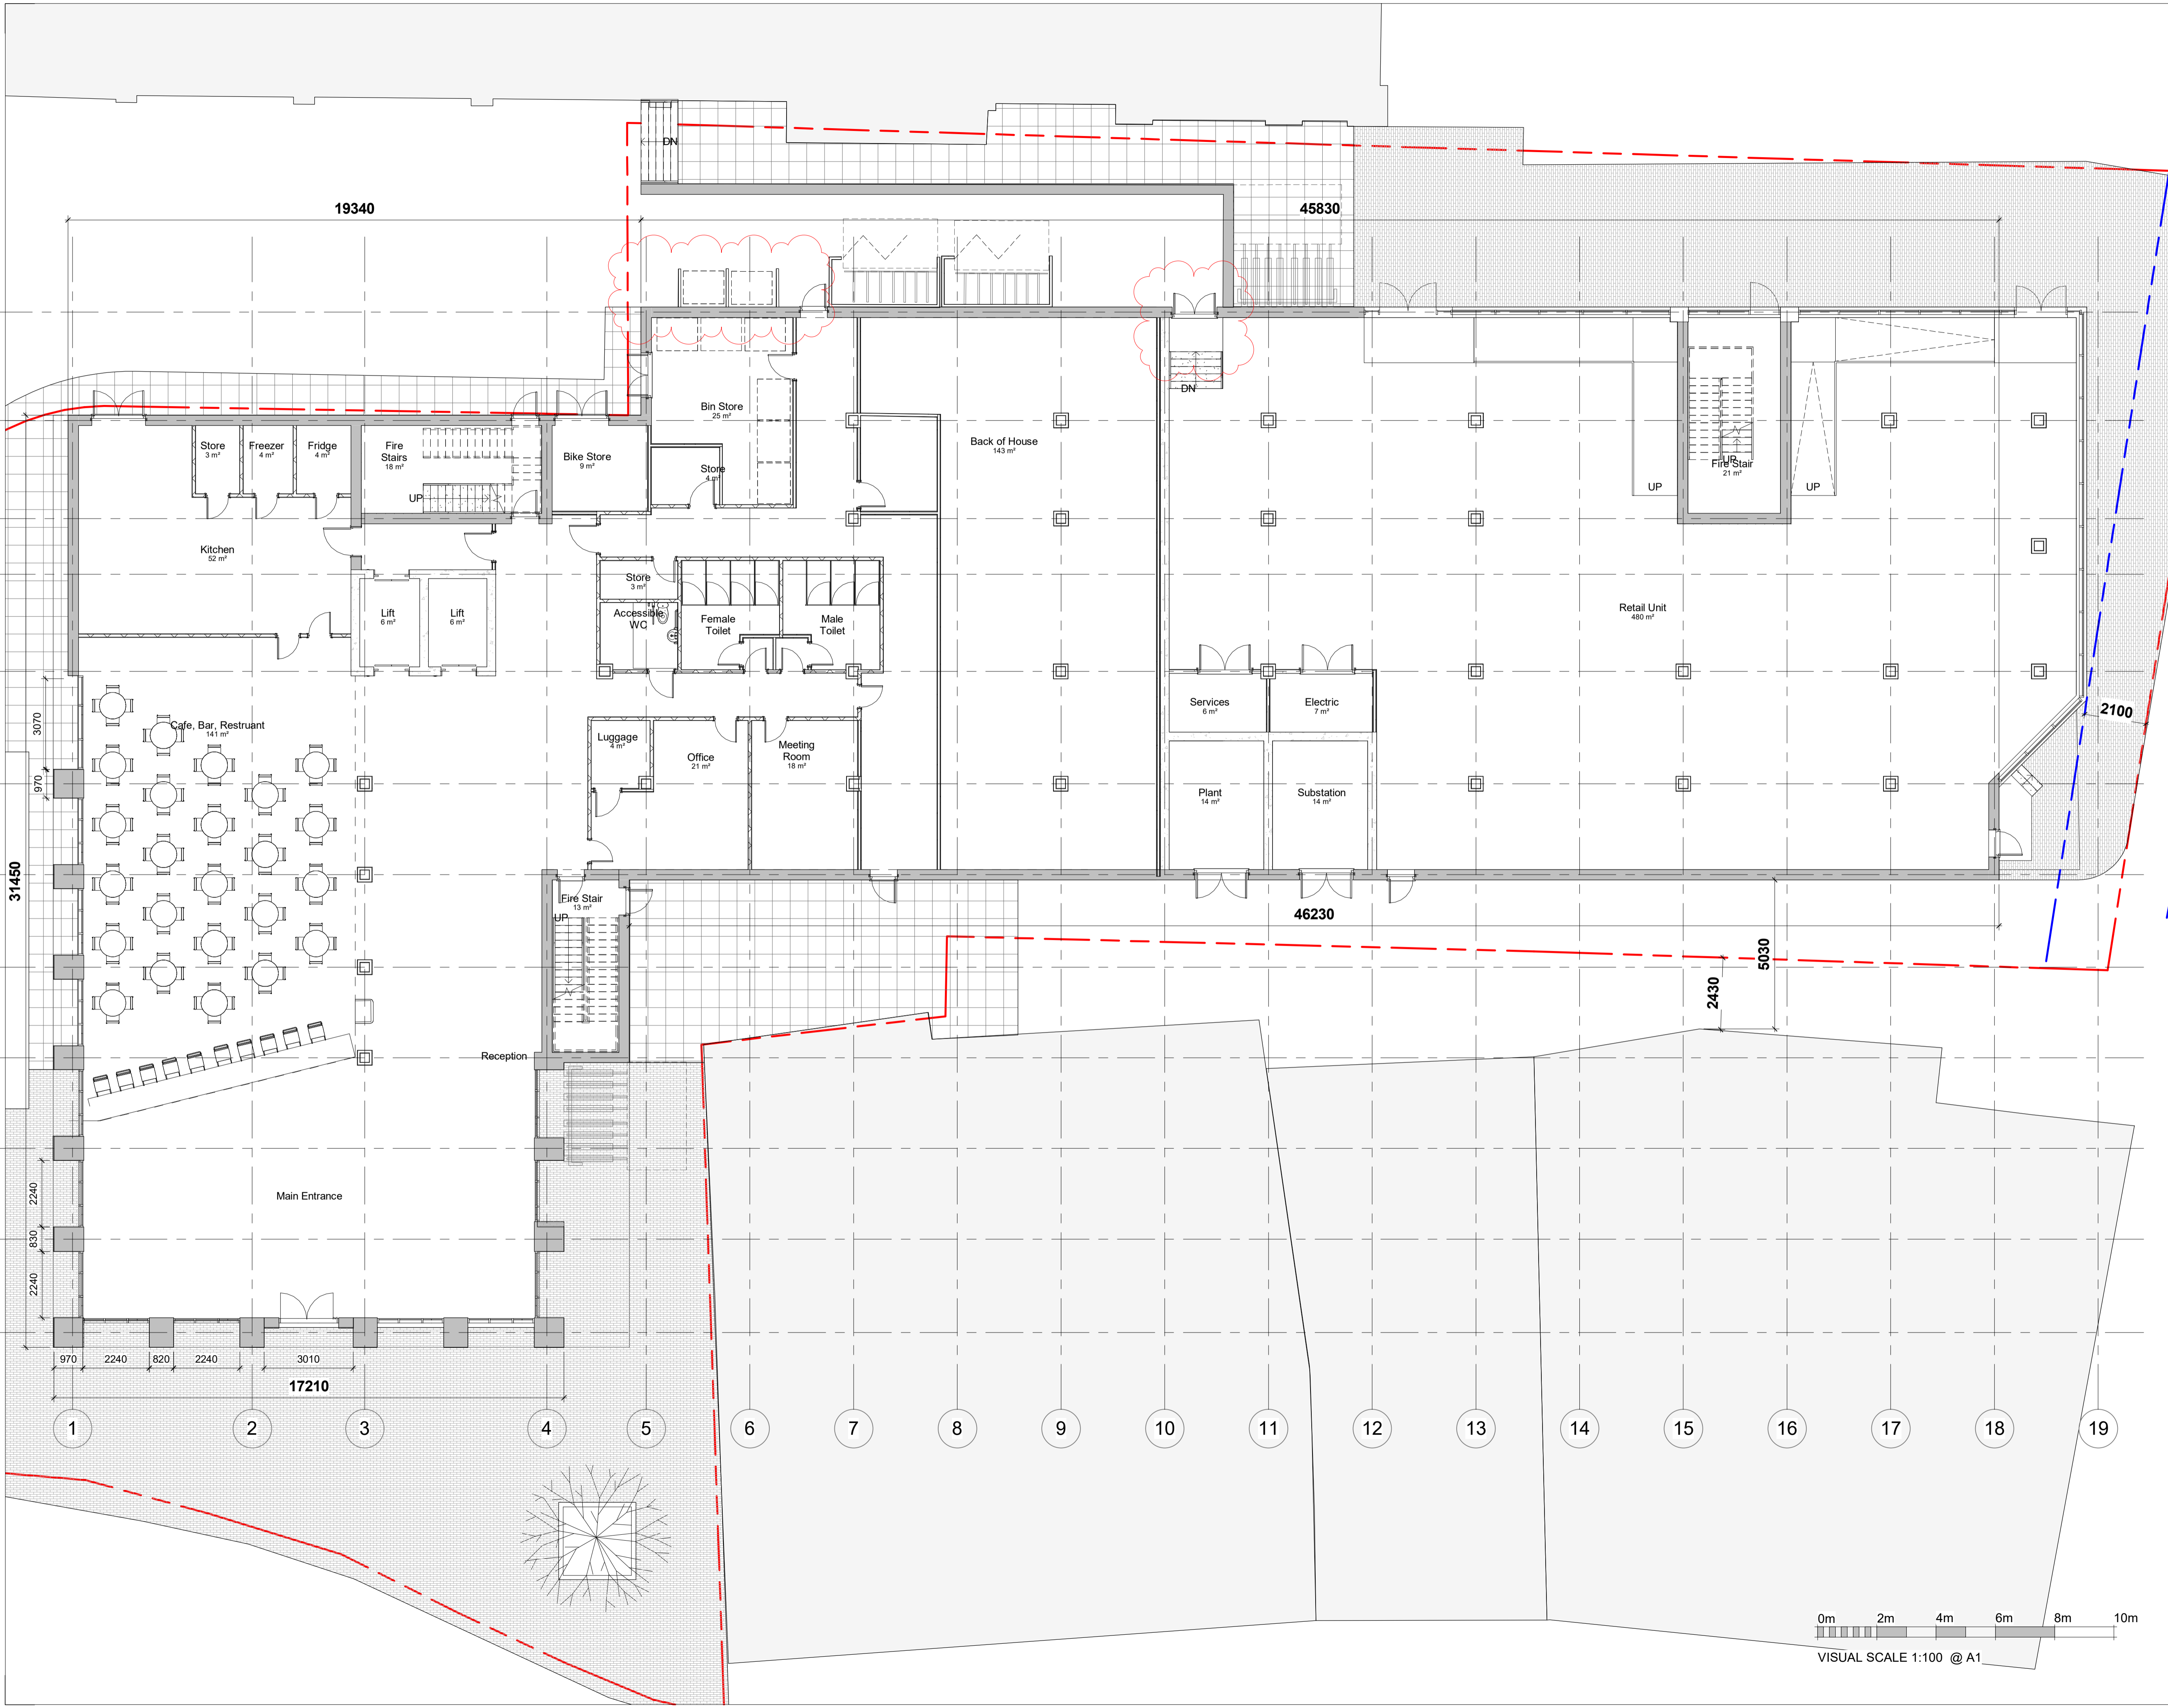 DN
19340
45830
DN
Bin Store
25 m²
Back of House
143 m²
Store
3 m²
Freezer
4 m²
Fridge
4 m²
Fire
Stairs
18 m²
UP
Bike Store
9 m²
Store
4 m²
UP
Fire Stair
21 m²
UP
UP
Kitchen
52 m²
Lift
6 m²
Lift
6 m²
Store
3 m²
Accessible
WC
Female
Toilet
Male
Toilet
Retail Unit
480 m²
Services
6 m²
Electric
7 m²
2100
3070
Cafe, Bar, Restruant
141 m²
Luggage
4 m²
Office
21 m²
Meeting
Room
18 m²
970
Plant
14 m²
Substation
14 m²
31450
Fire Stair
13 m²
UP
46230
5030
2430
Reception
2240
Main Entrance
830
2240
970
2240
820
2240
3010
17210
1
2
3
4
5
6
7
8
9
10
11
12
13
14
15
16
17
18
19
0m
2m
4m
6m
8m
10m
VISUAL SCALE 1:100 @ A1